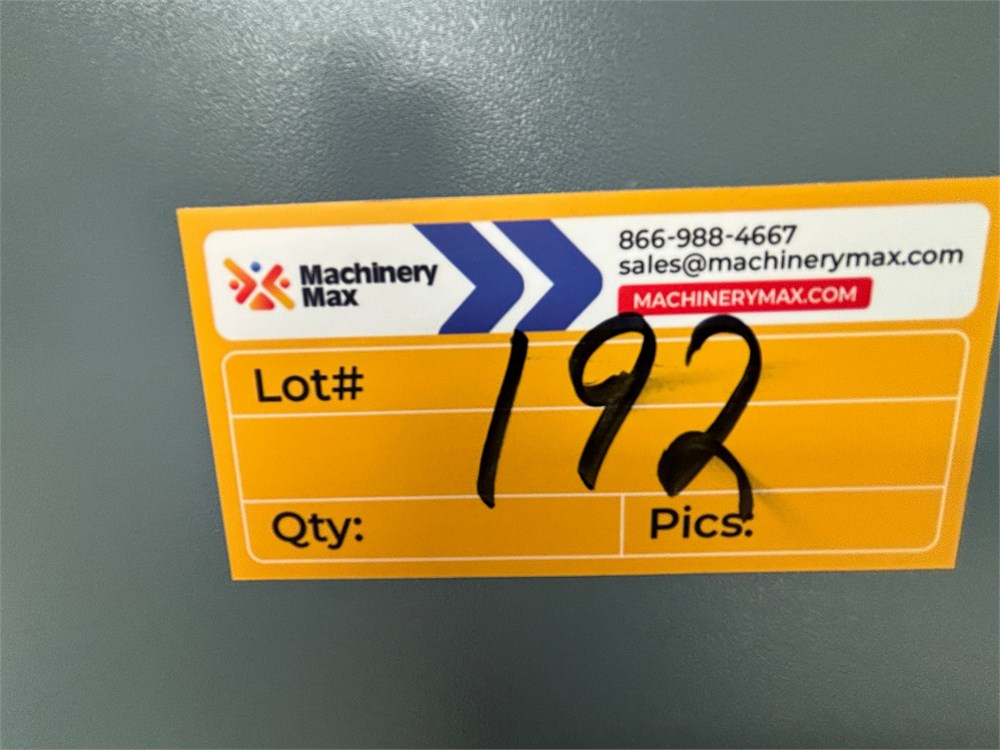 Machinery
Max
866-988-4667
sales@machinerymax.com
MACHINERYMAX.COM
Lot#
192
Qty:
Pics: